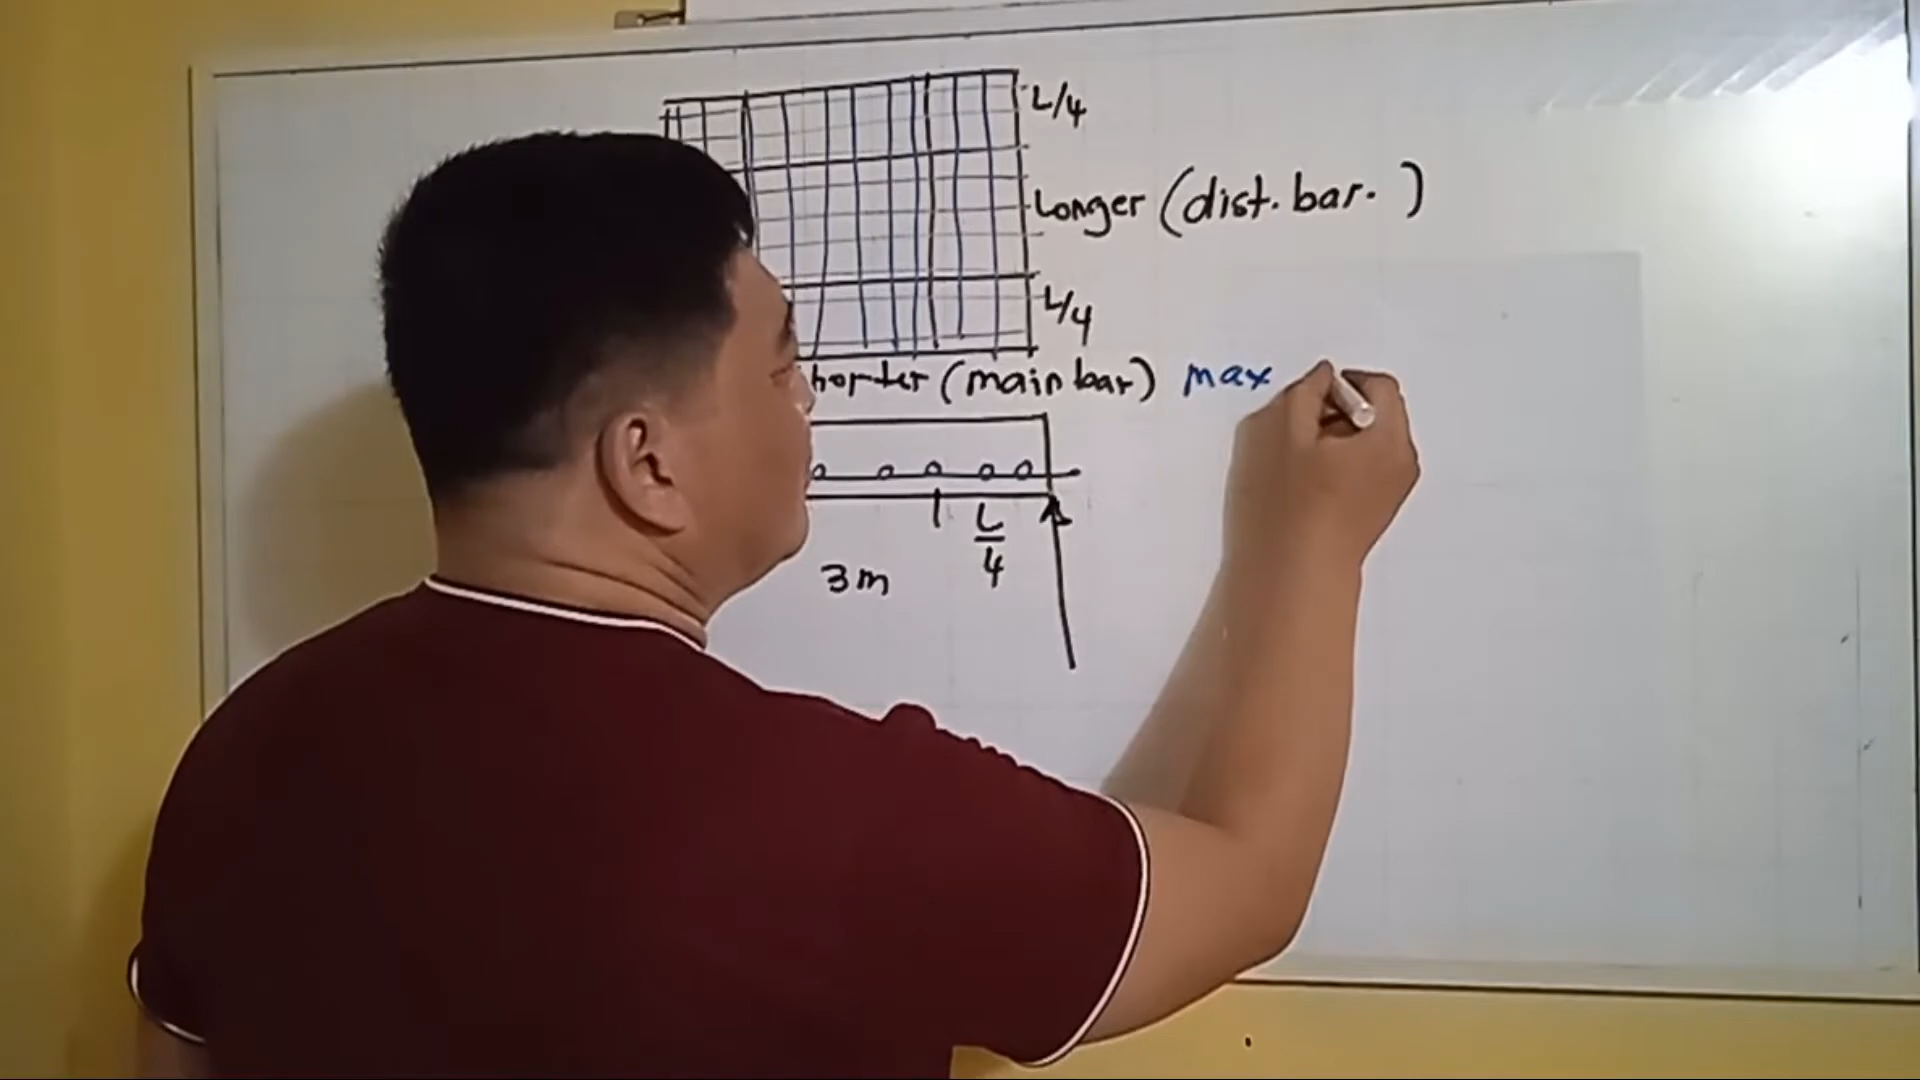 L/4
Longer (dist. bar. )
L/4
horter (main bar) max
L
4
3m